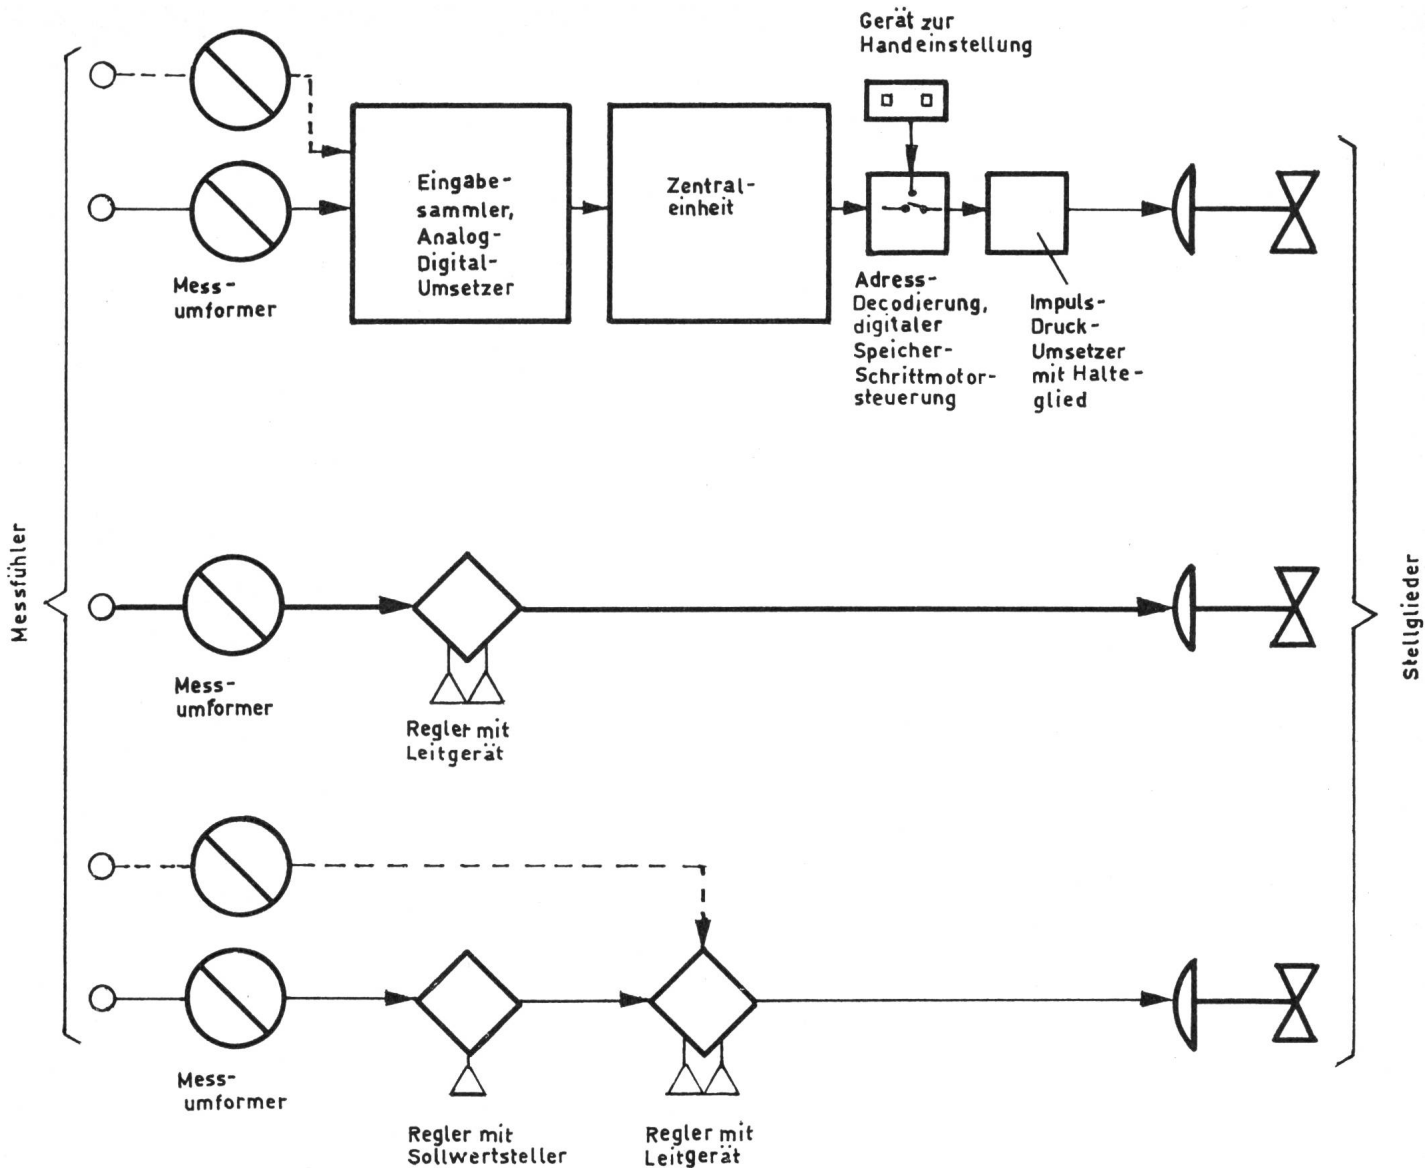 Gerät zur
Handeinstellung
Eingabe-
sammler,
Analog-
Digital-
Umsetzer
Zentral-
einheit
Mess-
umformer
Adress-
Decodierung,
digitaler
Speicher-
Schrittmotor-
steuerung
Impuls-
Druck-
Umsetzer
mit Halte-
glied
Messfühler
Stellglieder
Mess-
umformer
Regler mit
Leitgerät
Mess-
umformer
Regler mit
Sollwertsteller
Regler mit
Leitgerät